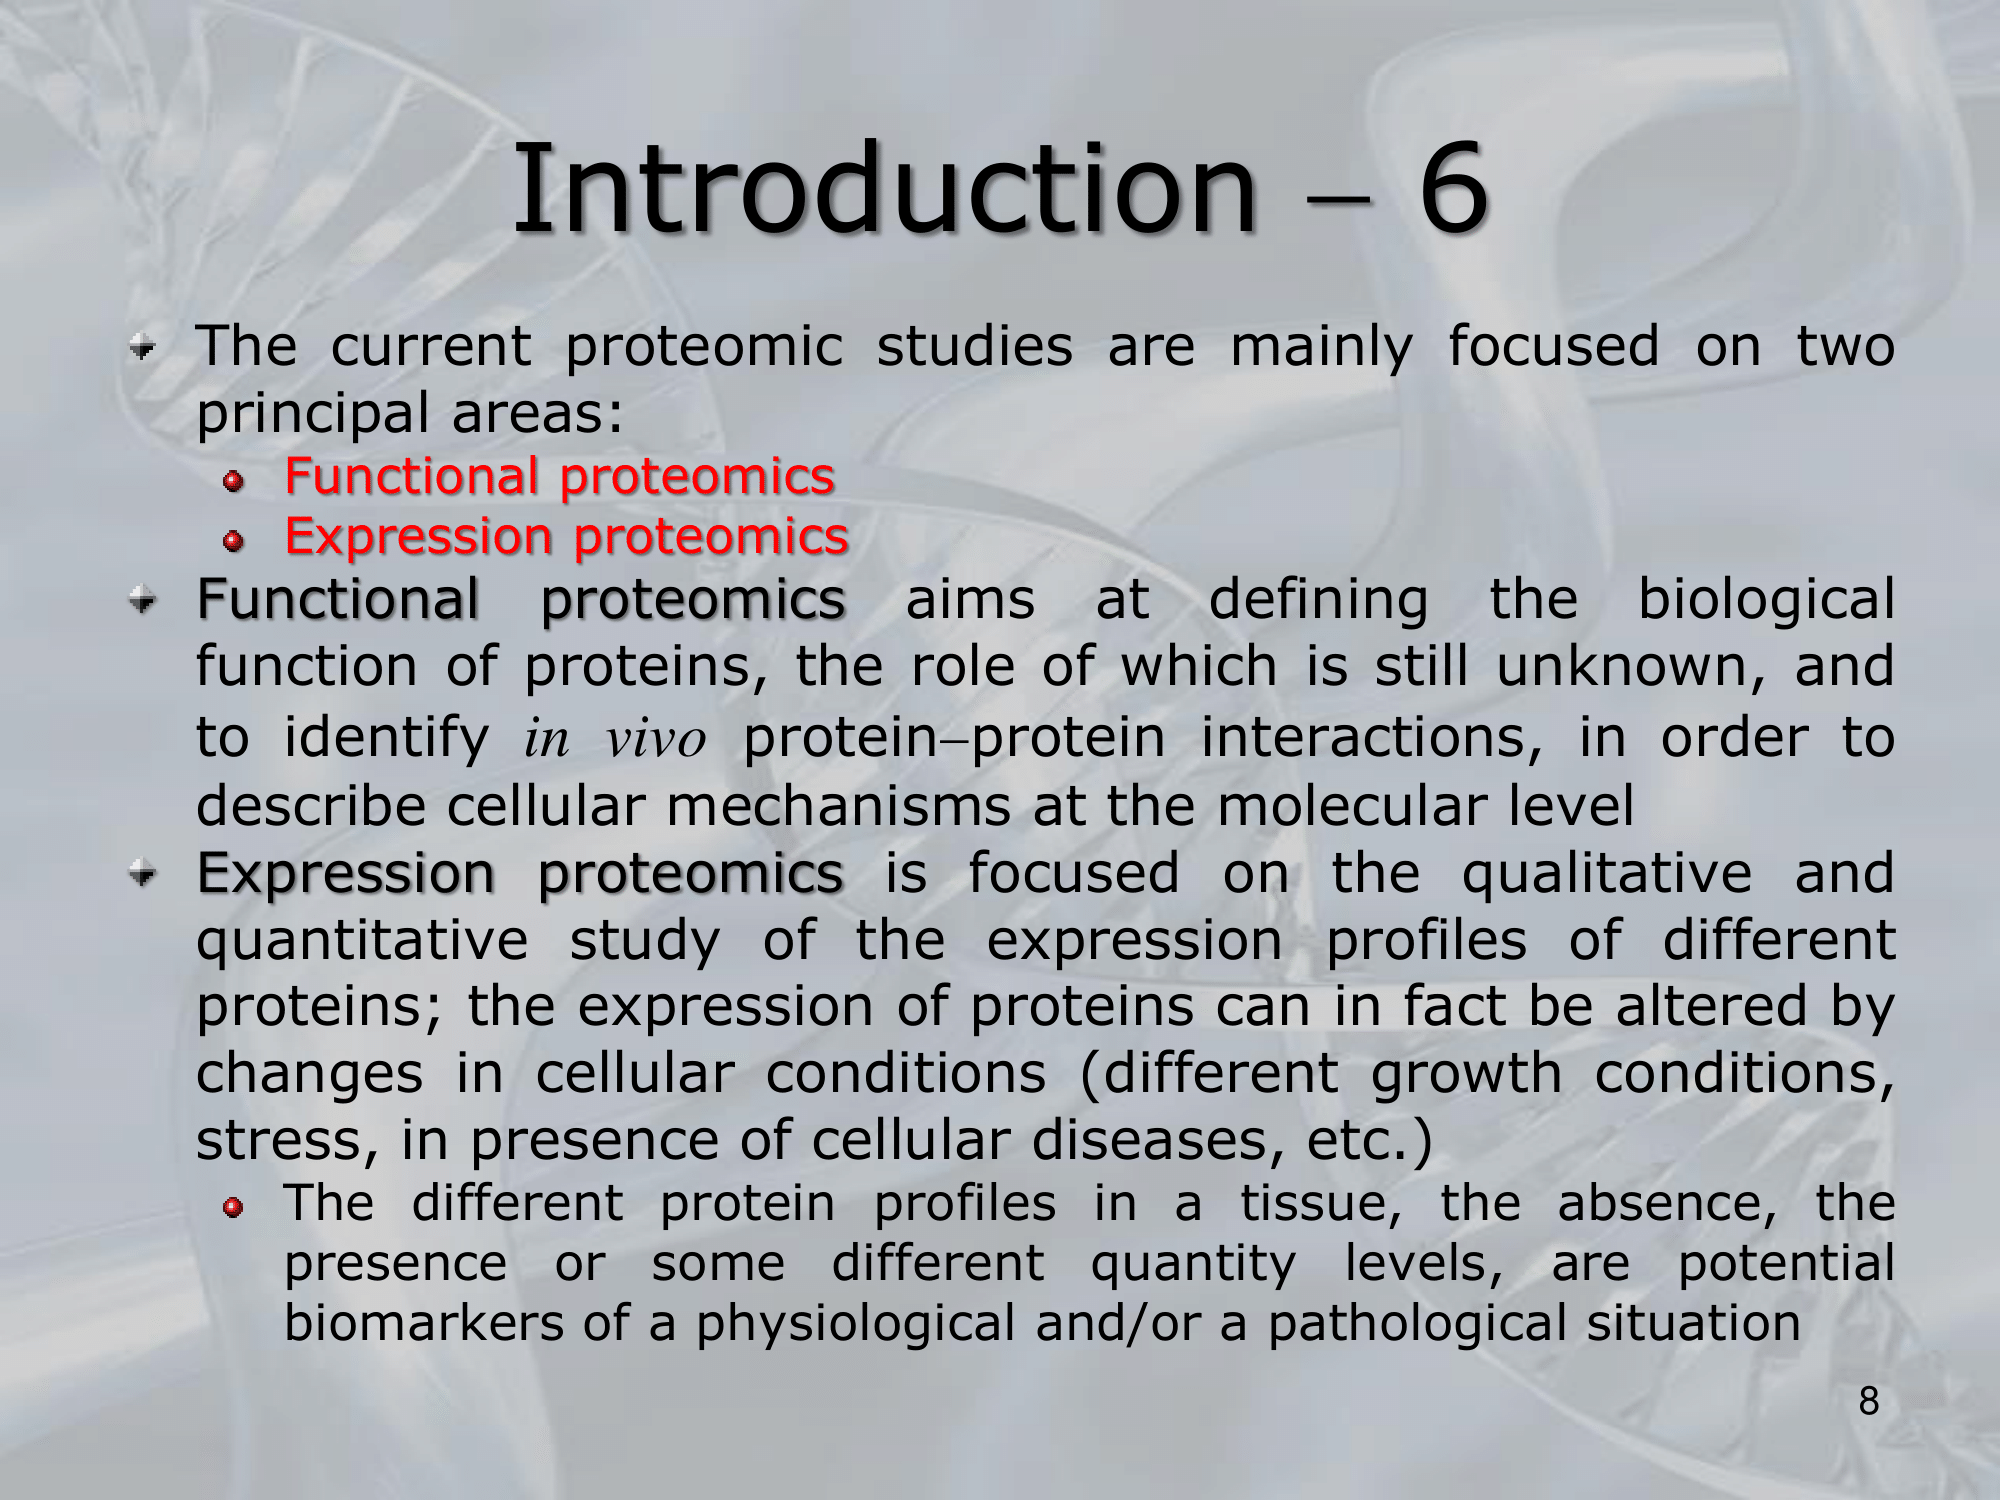 Introduction – 6
The current proteomic studies are mainly focused on two
principal areas:
Functional proteomics
Expression proteomics
Functional proteomics aims at defining the biological
function of proteins, the role of which is still unknown, and
to identify in vivo protein–protein interactions, in order to
describe cellular mechanisms at the molecular level
Expression proteomics is focused on the qualitative and
quantitative study of the expression profiles of different
proteins; the expression of proteins can in fact be altered by
changes in cellular conditions (different growth conditions,
stress, in presence of cellular diseases, etc.)
The different protein profiles in a tissue, the absence, the
presence or some different quantity levels, are potential
biomarkers of a physiological and/or a pathological situation
8